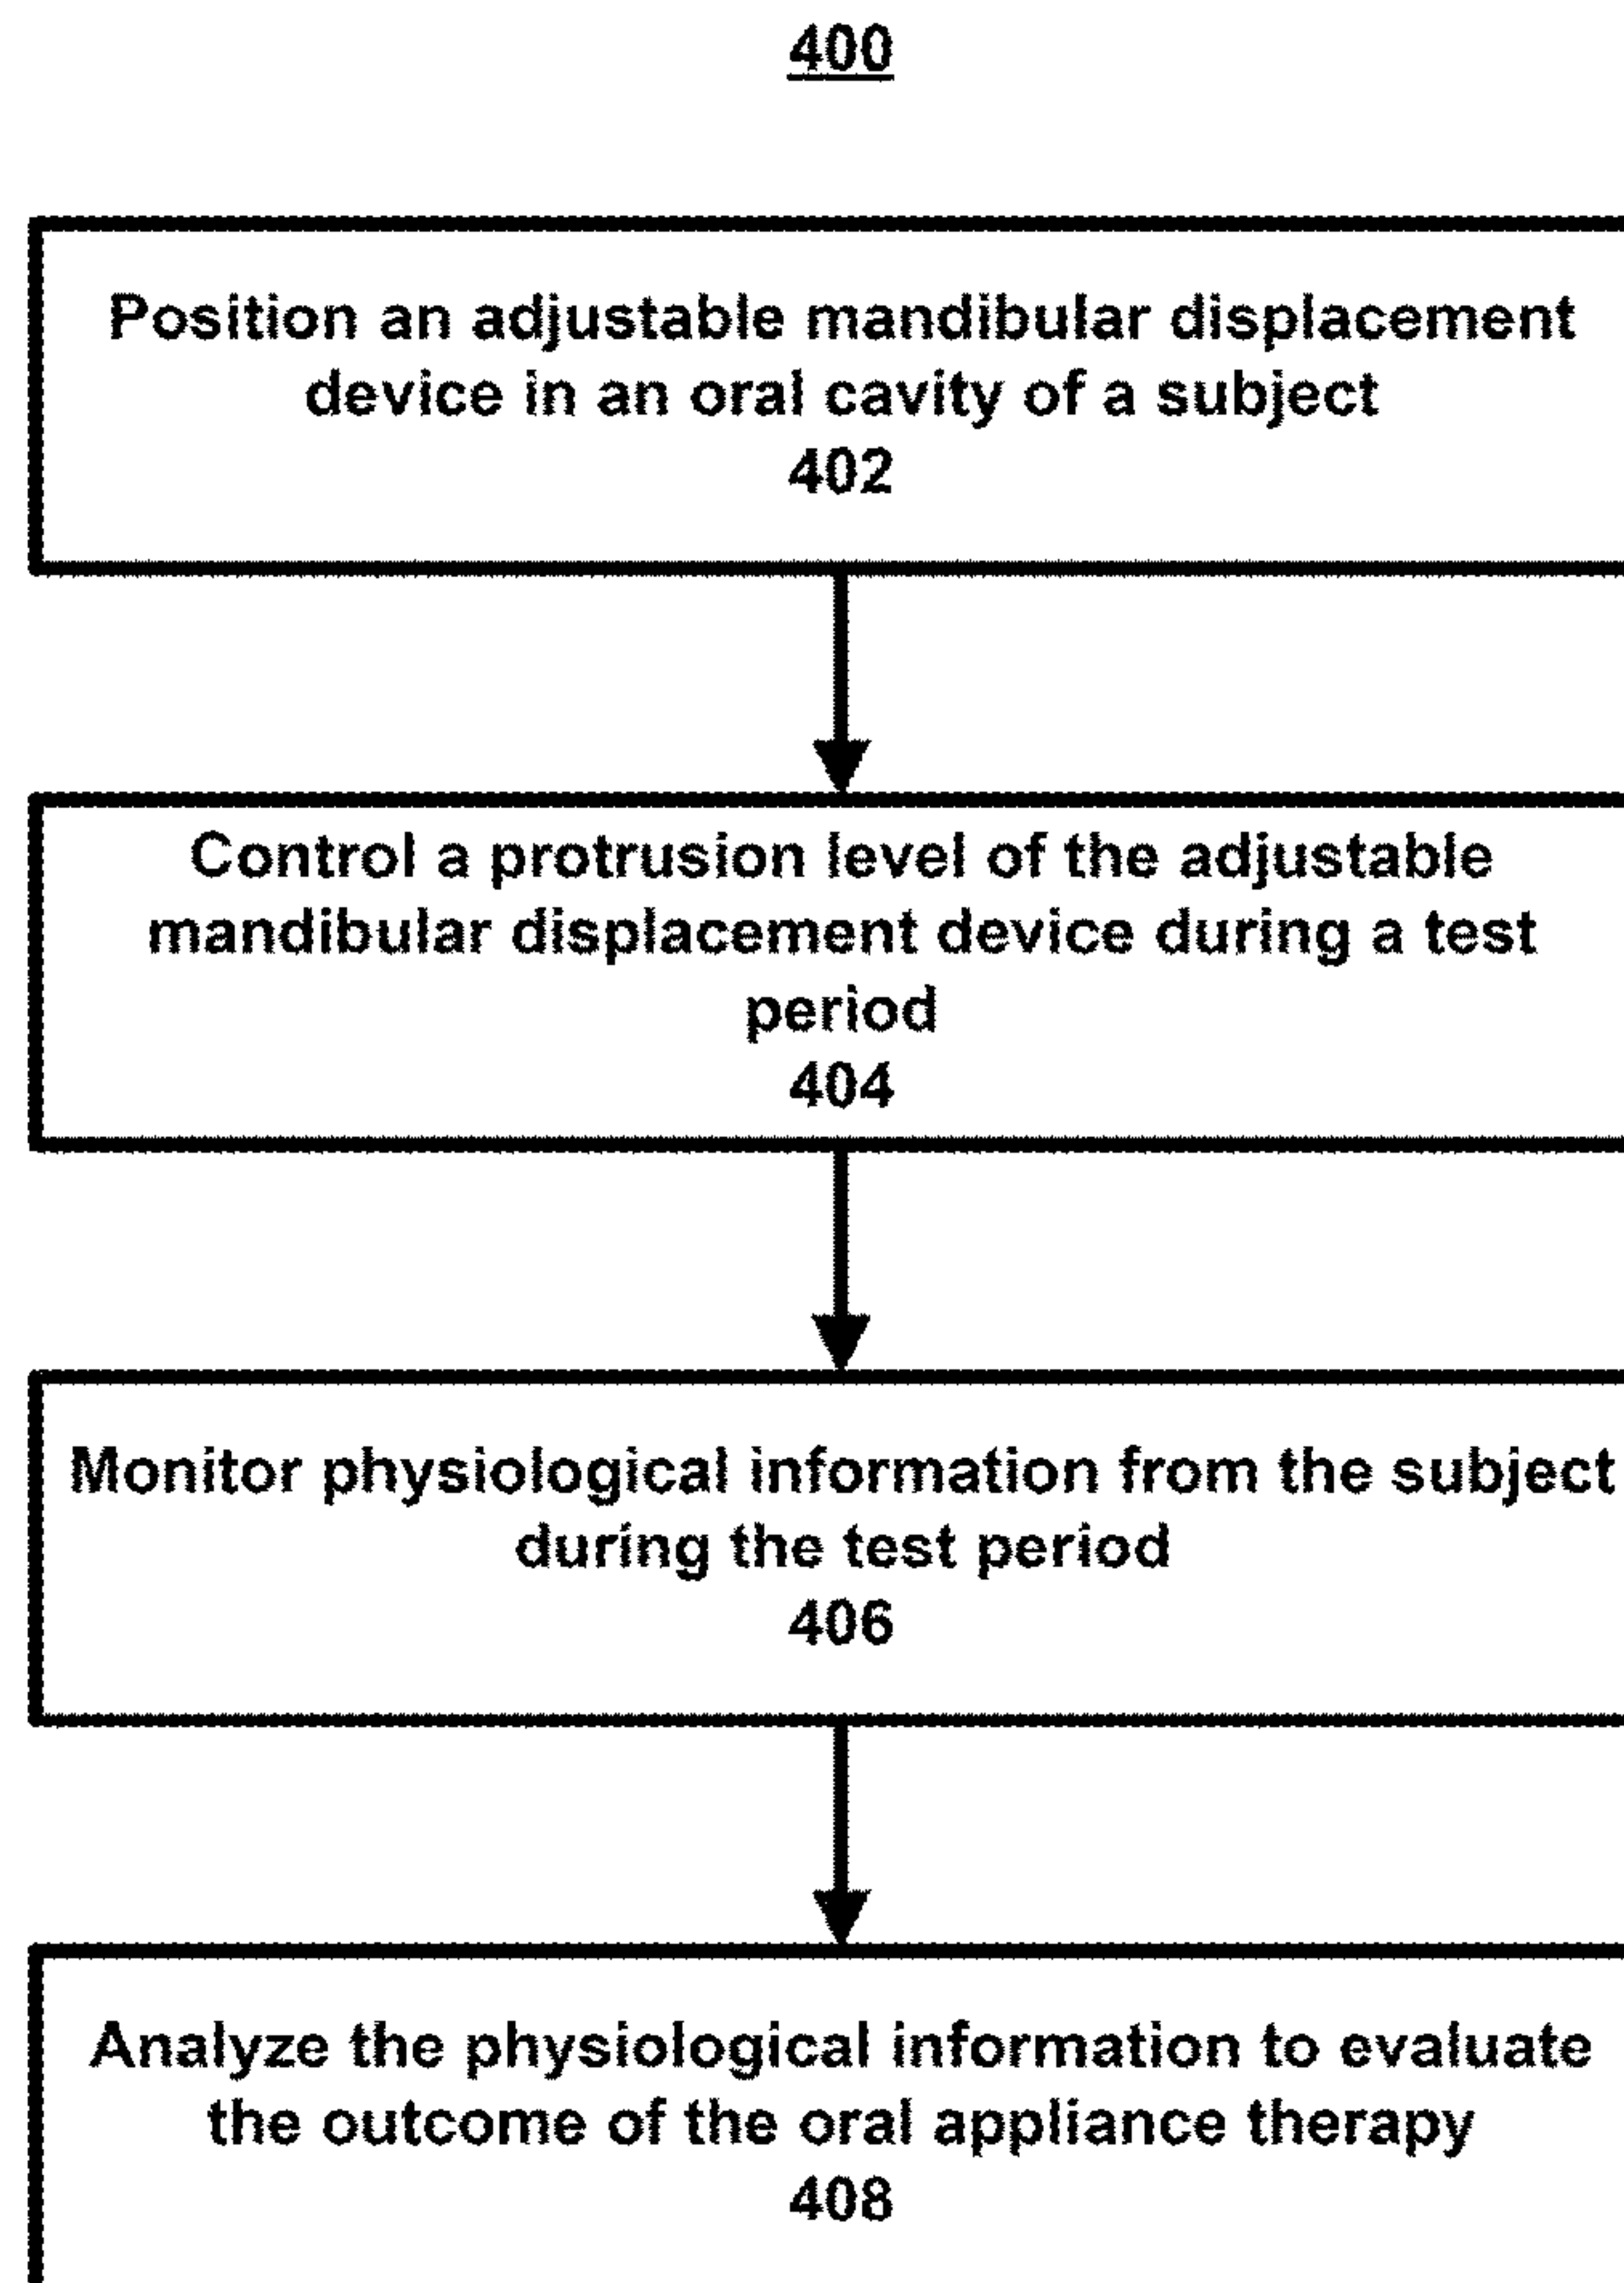 400
Position an adjustable mandibular displacement
device in an oral cavity of a subject
402
Control a protrusion level of the adjustable
mandibular displacement device during a test
period
404
Monitor physiological information from the subject
during the test period
406
Analyze the physiological information to evaluate
the outcome of the oral appliance therapy
408